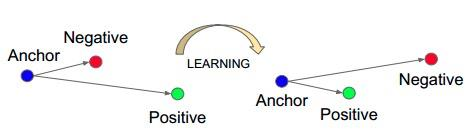 Negative
Anchor
LEARNING
Positive
Negative
Anchor
Positive